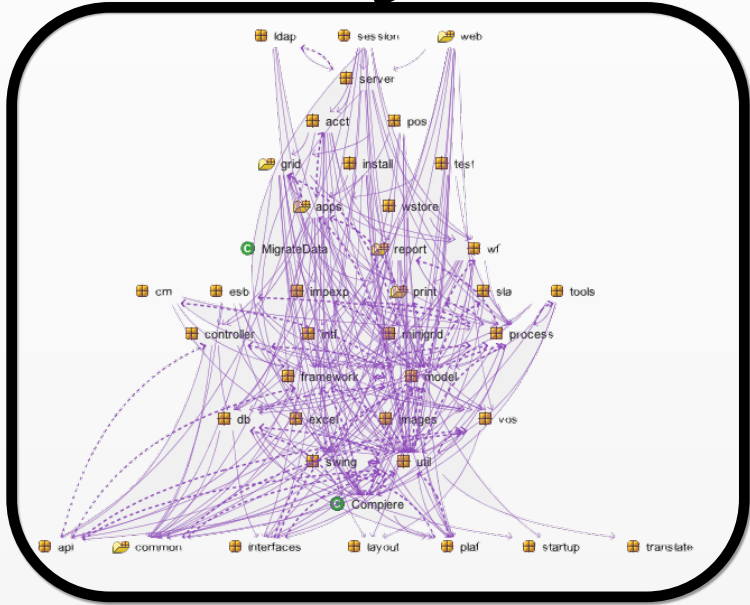 ldap session web
server
acct pos
grid install test
apps wstore
C MigrateData report wf
cm esb impexp print sla tools
controller intf minigrid process
framework model
db excel images vos
swing util
C Compiere
api common interfaces layout plaf startup translate